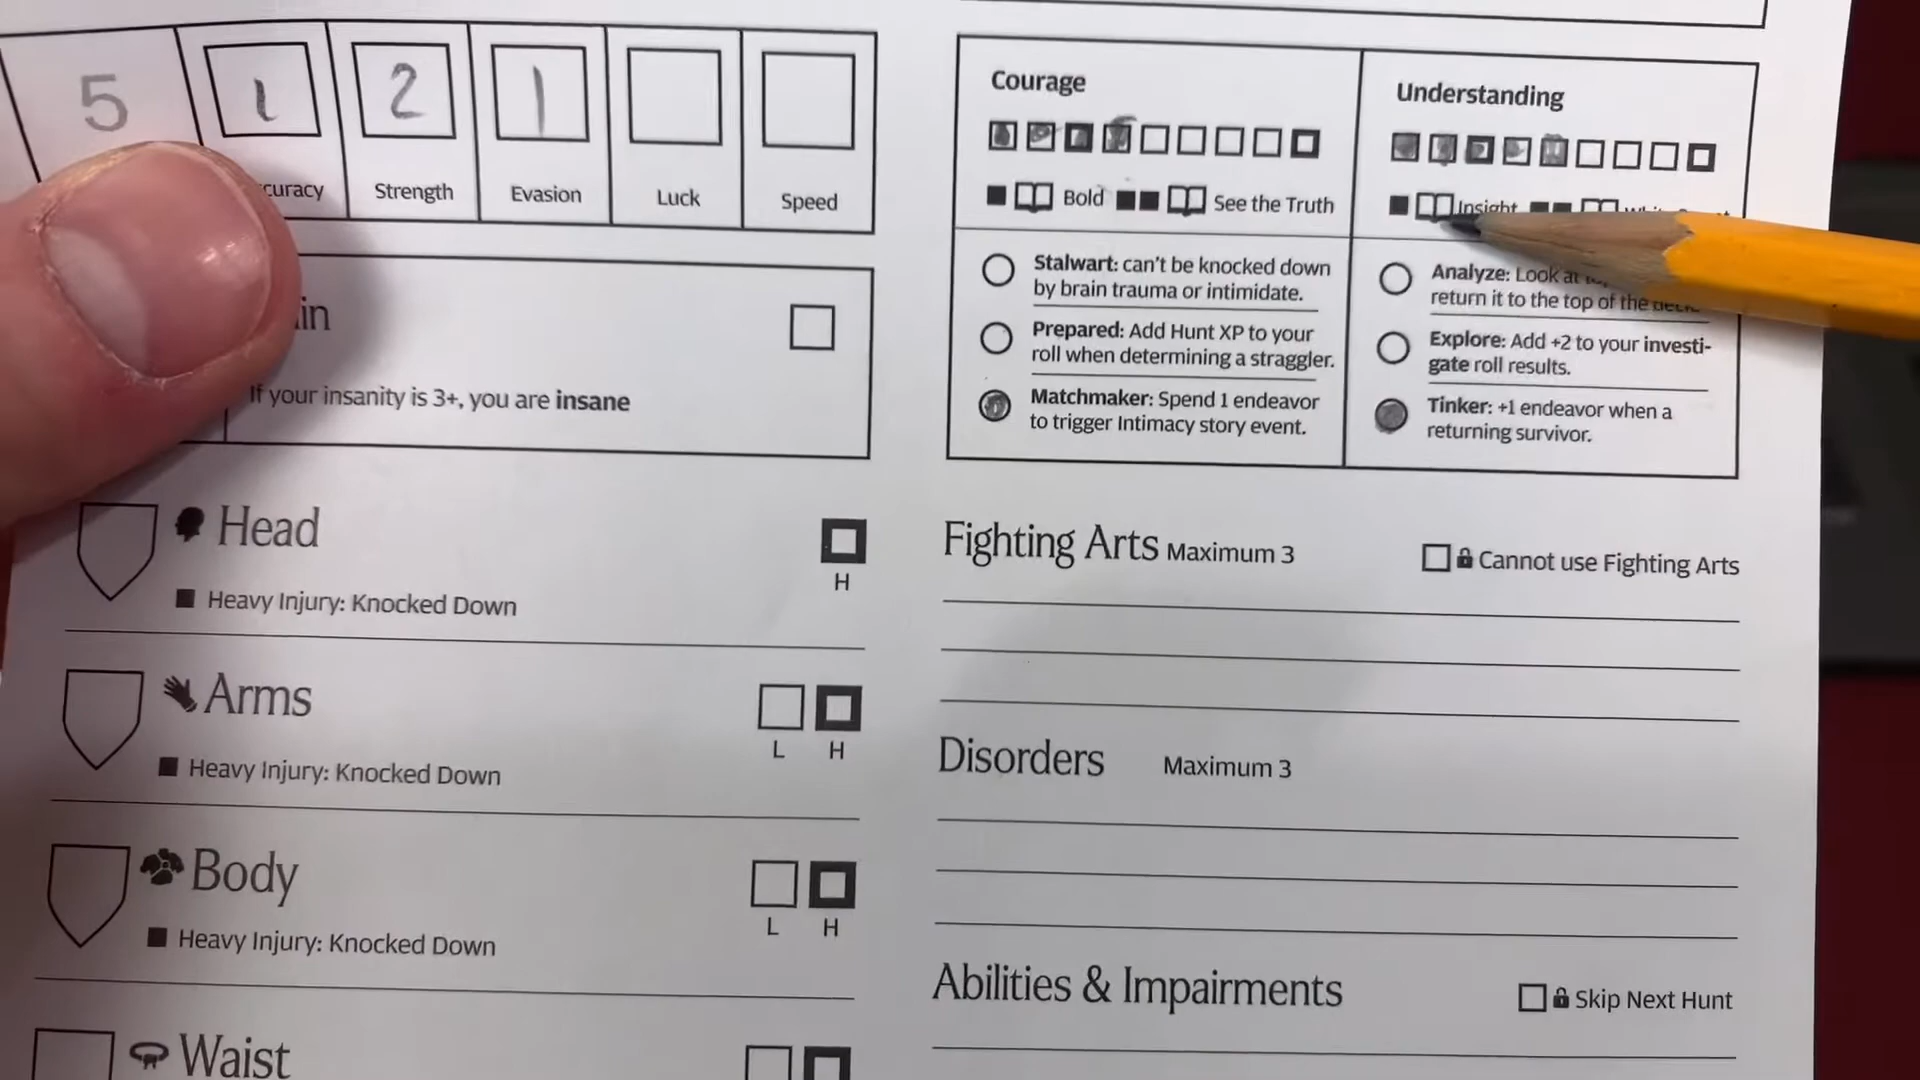 5 1 2 1
curacy Strength Evasion Luck Speed
in
If your insanity is 3+, you are insane
Head
H
Heavy Injury: Knocked Down
Arms
L H
Heavy Injury: Knocked Down
Body
L H
Heavy Injury: Knocked Down
Waist
Courage
Bold See the Truth
Stalwart: can't be knocked down
by brain trauma or intimidate.
Prepared: Add Hunt XP to your
roll when determining a straggler.
Matchmaker: Spend 1 endeavor
to trigger Intimacy story event.
Understanding
Insight
Analyze: Look at
return it to the top of the
Explore: Add +2 to your investi-
gate roll results.
Tinker: +1 endeavor when a
returning survivor.
Fighting Arts Maximum 3
Cannot use Fighting Arts
Disorders Maximum 3
Abilities & Impairments
Skip Next Hunt